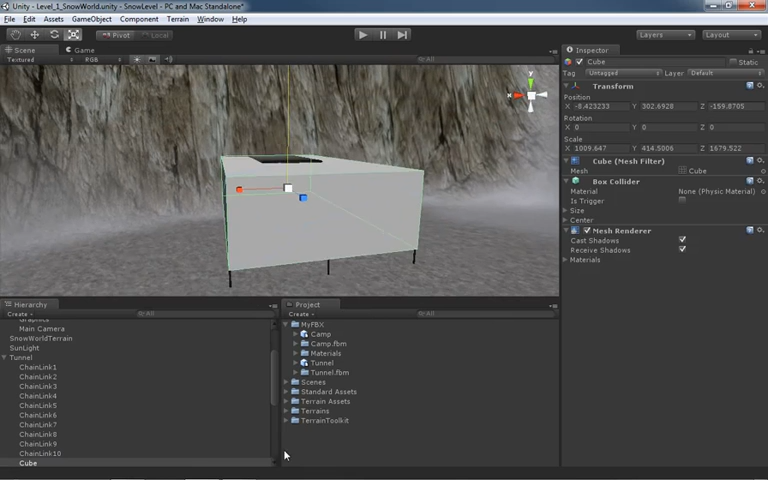 Unity - Level_1_SnowWorld.unity - SnowLevel - PC and Mac Standalone*
File Edit Assets GameObject Component Terrain Window Help
Pivot Local Layers Layout
Scene Game
Textured RGB All
y
x
Inspector
Cube Static
Tag Untagged Layer Default
Transform
Position
X -8.423233 Y 302.6928 Z -159.8705
Rotation
X 0 Y 0 Z 0
Scale
X 1009.647 Y 414.5006 Z 1679.522
Cube (Mesh Filter)
Mesh Cube
Box Collider
Material None (Physic Material)
Is Trigger
Size
Center
Mesh Renderer
Cast Shadows
Receive Shadows
Materials
Hierarchy
Create All
Graphics
Main Camera
SnowWorldTerrain
SunLight
Tunnel
ChainLink1
ChainLink2
ChainLink3
ChainLink4
ChainLink5
ChainLink6
ChainLink7
ChainLink8
ChainLink9
ChainLink10
Cube
Project
Create All
MyFBX
Camp
Camp.fbm
Materials
Tunnel
Tunnel.fbm
Scenes
Standard Assets
Terrain Assets
Terrains
TerrainToolkit